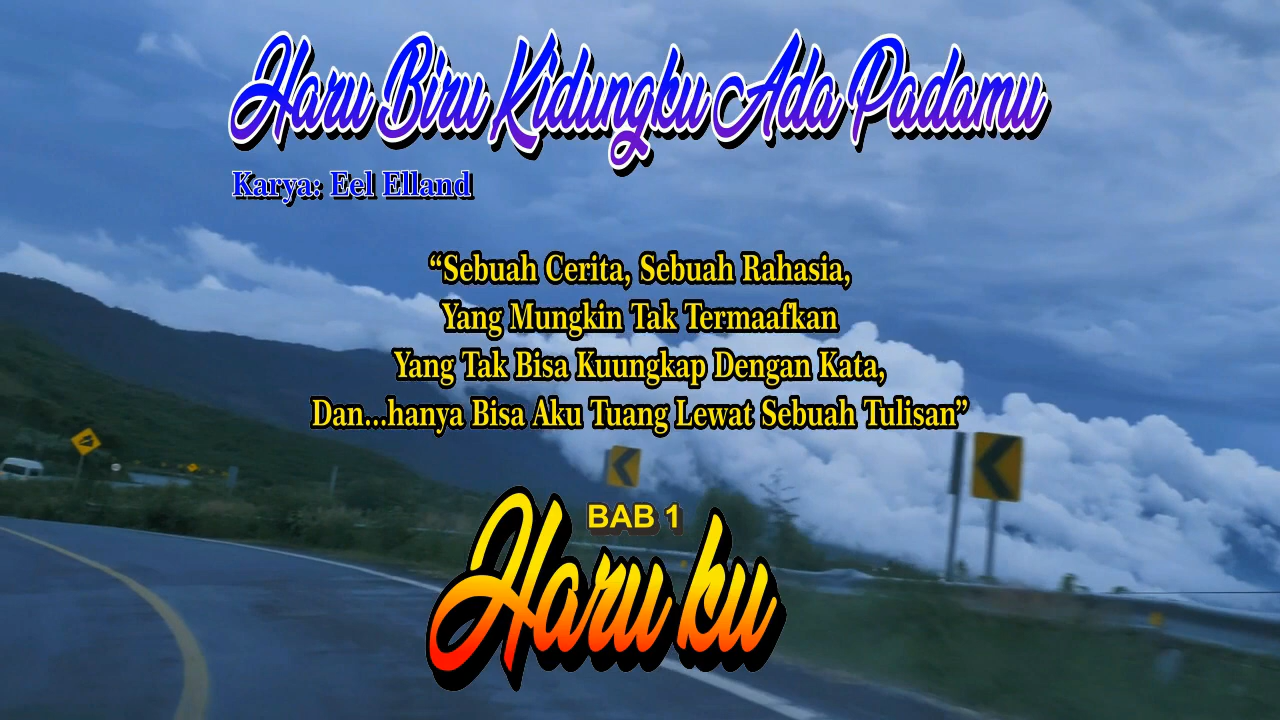 Haru Biru Kidungku Ada Padamu
Karya: Eel Elland
“Sebuah Cerita, Sebuah Rahasia,
Yang Mungkin Tak Termaafkan
Yang Tak Bisa Kuungkap Dengan Kata,
Dan...hanya Bisa Aku Tuang Lewat Sebuah Tulisan”
BAB 1
Haru ku